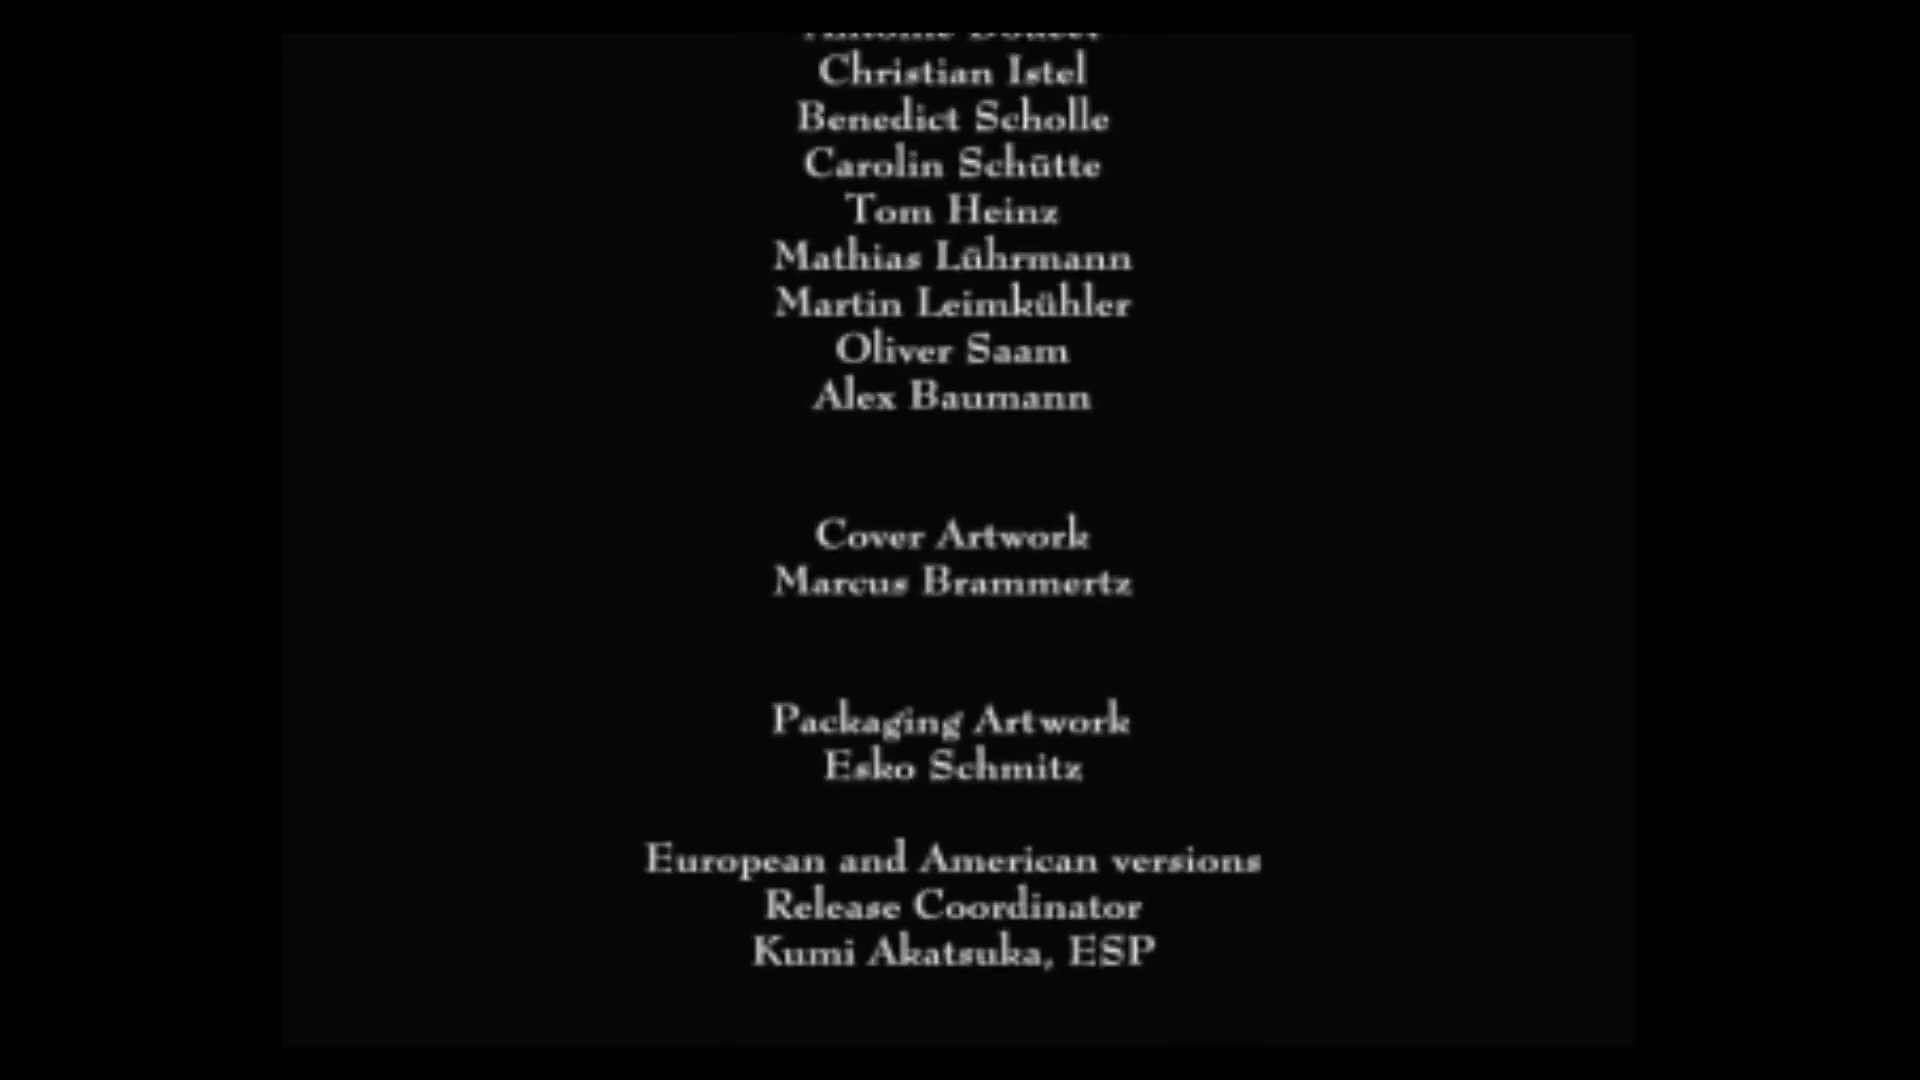 Christian Istel
Benedict Scholle
Carolin Schütte
Tom Heinz
Mathias Lührmann
Martin Leimkühler
Oliver Saam
Alex Baumann
Cover Artwork
Marcus Brammertz
Packaging Artwork
Esko Schmitz
European and American versions
Release Coordinator
Kumi Akatsuka, ESP